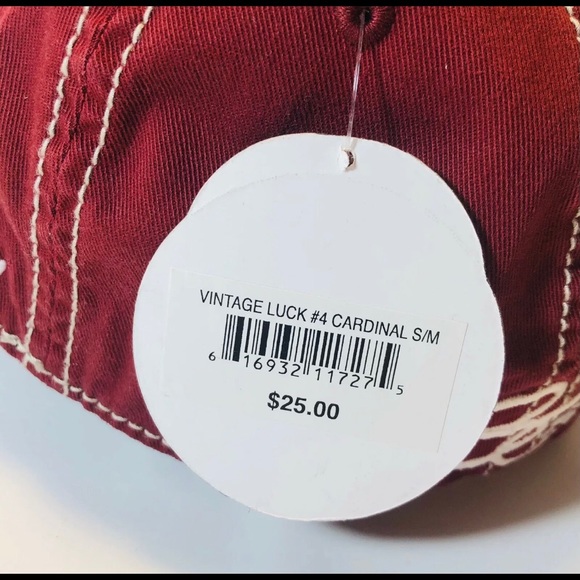 VINTAGE LUCK #4 CARDINAL S/M
6 16932 11727 5
$25.00